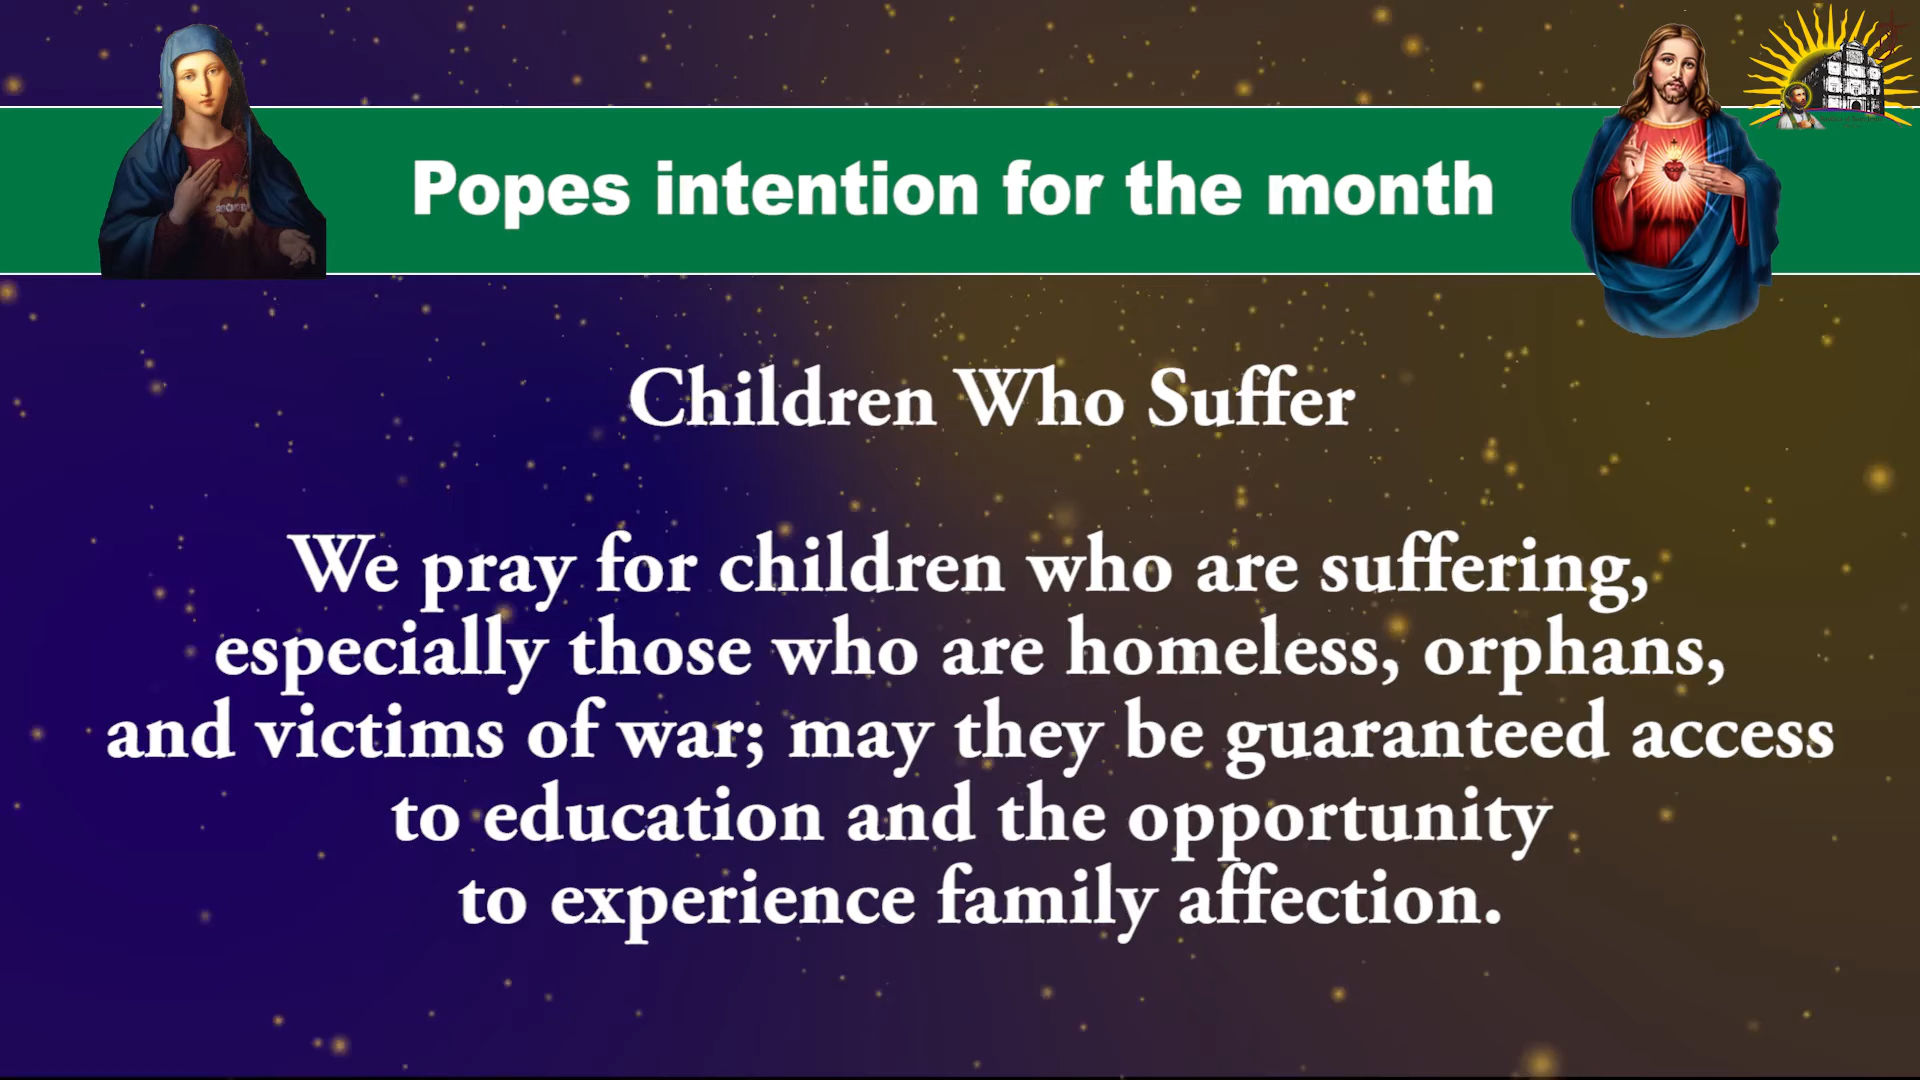 Popes intention for the month
Children Who Suffer
We pray for children who are suffering,
especially those who are homeless, orphans,
and victims of war; may they be guaranteed access
to education and the opportunity
to experience family affection.